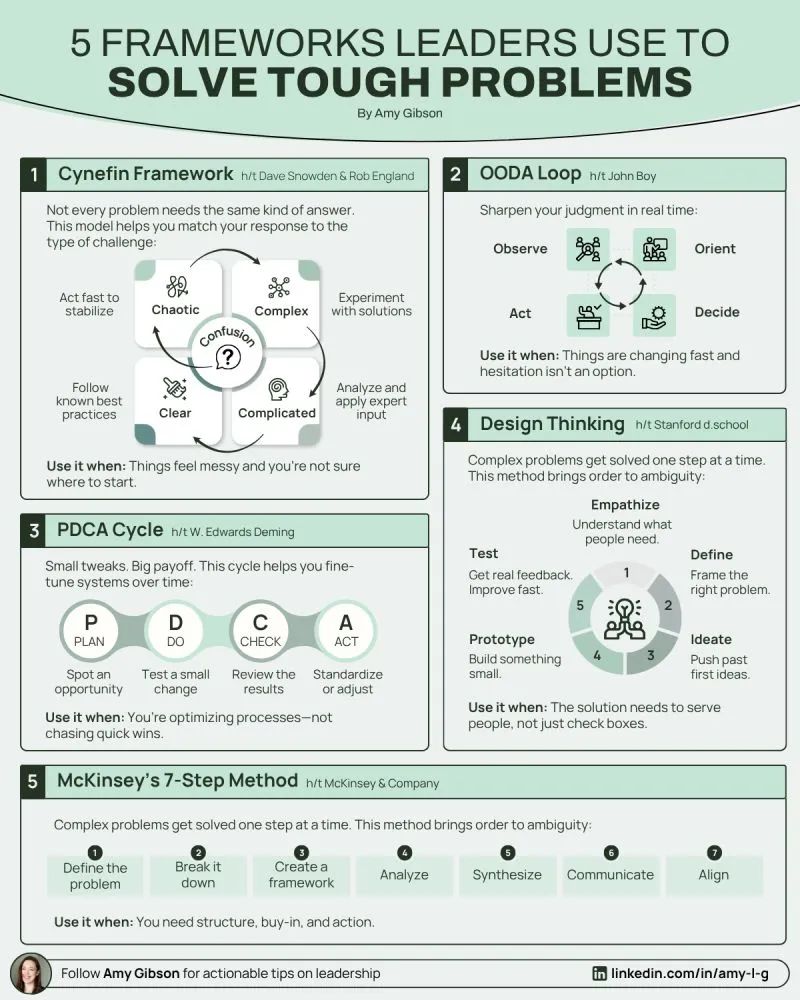 5 FRAMEWORKS LEADERS USE TO
SOLVE TOUGH PROBLEMS
By Amy Gibson
1 Cynefin Framework h/t Dave Snowden & Rob England
Not every problem needs the same kind of answer.
This model helps you match your response to the
type of challenge:
Act fast to
stabilize
Chaotic
Complex
Experiment
with solutions
Confusion
?
Follow
known best
practices
Clear
Complicated
Analyze and
apply expert
input
Use it when: Things feel messy and you're not sure
where to start.
2 OODA Loop h/t John Boy
Sharpen your judgment in real time:
Observe
Orient
Act
Decide
Use it when: Things are changing fast and
hesitation isn't an option.
3 PDCA Cycle h/t W. Edwards Deming
Small tweaks. Big payoff. This cycle helps you fine-
tune systems over time:
P
PLAN
D
DO
C
CHECK
A
ACT
Spot an
opportunity
Test a small
change
Review the
results
Standardize
or adjust
Use it when: You're optimizing processes—not
chasing quick wins.
4 Design Thinking h/t Stanford d.school
Complex problems get solved one step at a time.
This method brings order to ambiguity:
Empathize
Understand what
people need.
Test
Get real feedback.
Improve fast.
Define
Frame the
right problem.
Prototype
Build something
small.
Ideate
Push past
first ideas.
1
2
3
4
5
Use it when: The solution needs to serve
people, not just check boxes.
5 McKinsey's 7-Step Method h/t McKinsey & Company
Complex problems get solved one step at a time. This method brings order to ambiguity:
1
Define the
problem
2
Break it
down
3
Create a
framework
4
Analyze
5
Synthesize
6
Communicate
7
Align
Use it when: You need structure, buy-in, and action.
Follow Amy Gibson for actionable tips on leadership
in linkedin.com/in/amy-l-g